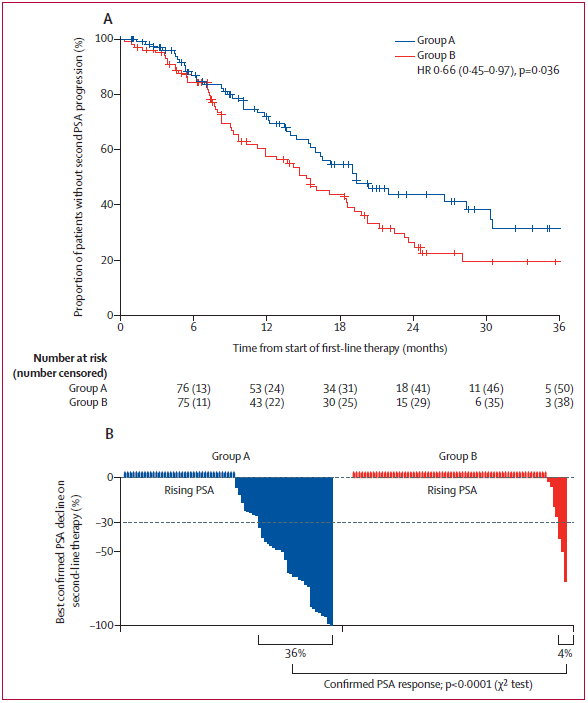 A
Proportion of patients without second PSA progression (%)
100
80
60
40
20
0
Group A
Group B
HR 0·66 (0·45–0·97), p=0·036
0 6 12 18 24 30 36
Time from start of first-line therapy (months)
Number at risk
(number censored)
Group A 76 (13) 53 (24) 34 (31) 18 (41) 11 (46) 5 (50)
Group B 75 (11) 43 (22) 30 (25) 15 (29) 6 (35) 3 (38)
B
Group A Group B
Best confirmed PSA decline on
second-line therapy (%)
0
–30
–50
–100
Rising PSA Rising PSA
36% 4%
Confirmed PSA response; p<0·0001 (χ² test)